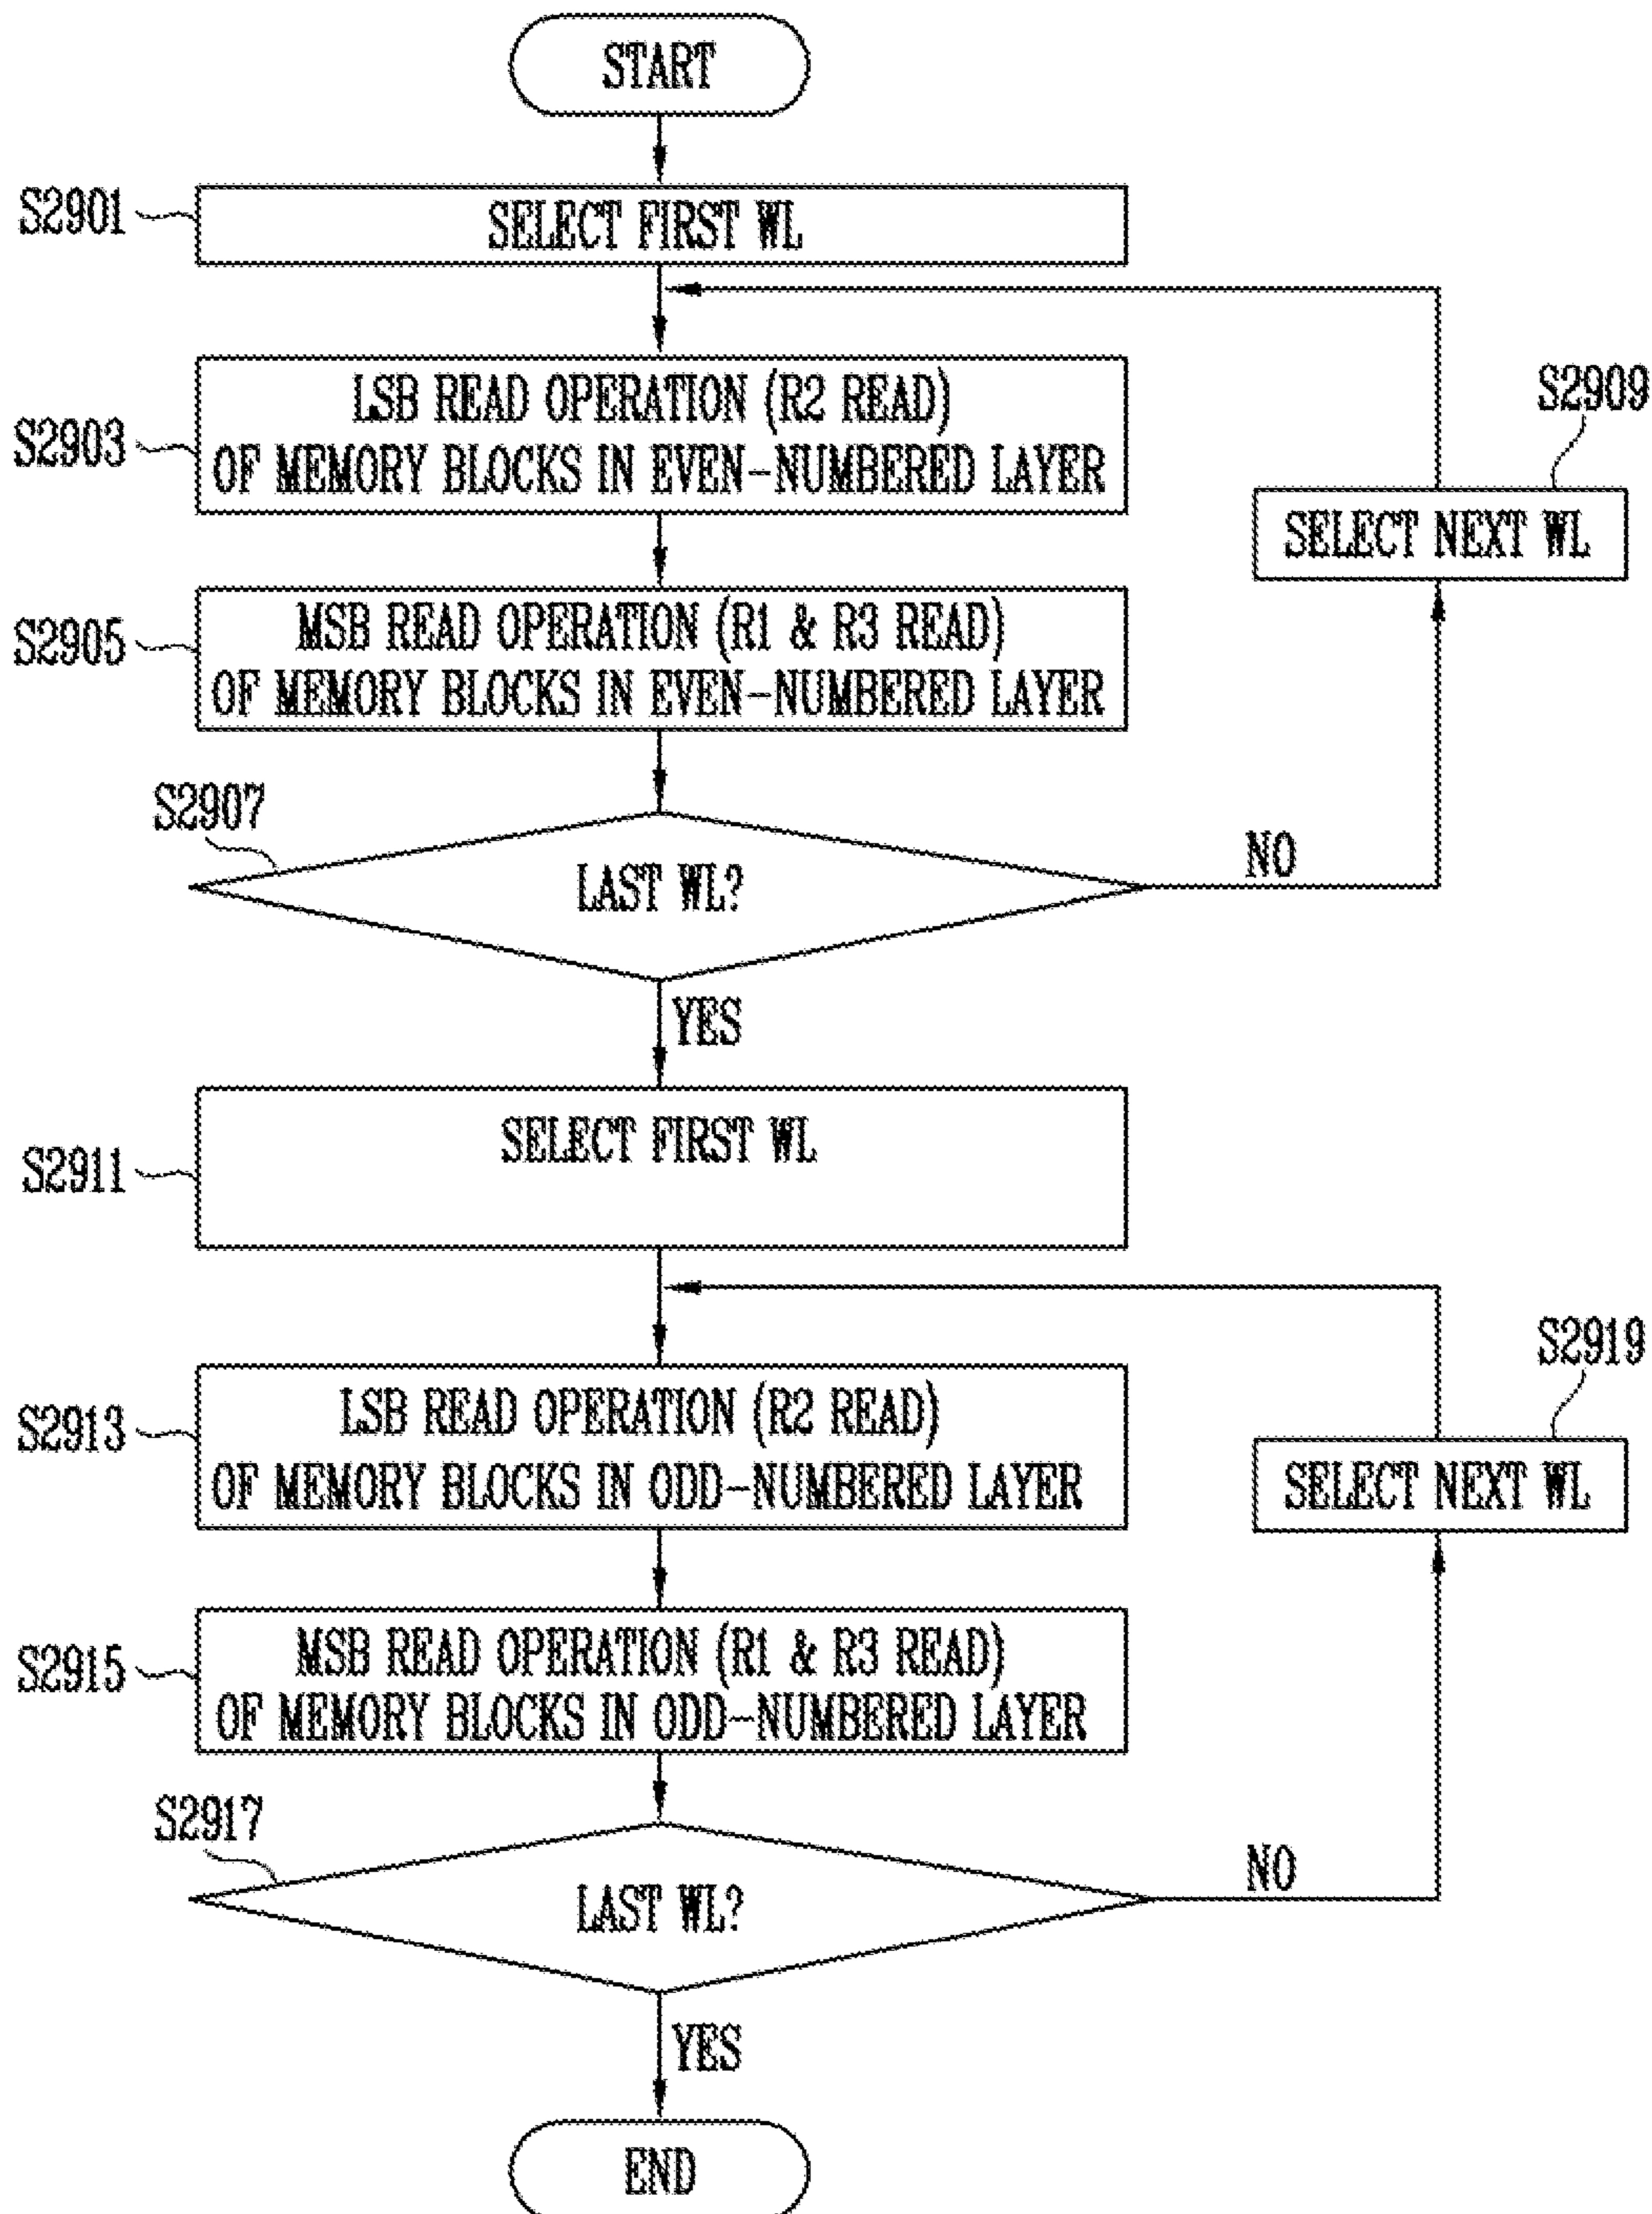 START
S2901
SELECT FIRST WL
S2903
LSB READ OPERATION (R2 READ)
OF MEMORY BLOCKS IN EVEN-NUMBERED LAYER
S2909
SELECT NEXT WL
S2905
MSB READ OPERATION (R1 & R3 READ)
OF MEMORY BLOCKS IN EVEN-NUMBERED LAYER
S2907
LAST WL?
NO
YES
S2911
SELECT FIRST WL
S2913
LSB READ OPERATION (R2 READ)
OF MEMORY BLOCKS IN ODD-NUMBERED LAYER
S2919
SELECT NEXT WL
S2915
MSB READ OPERATION (R1 & R3 READ)
OF MEMORY BLOCKS IN ODD-NUMBERED LAYER
S2917
LAST WL?
NO
YES
END